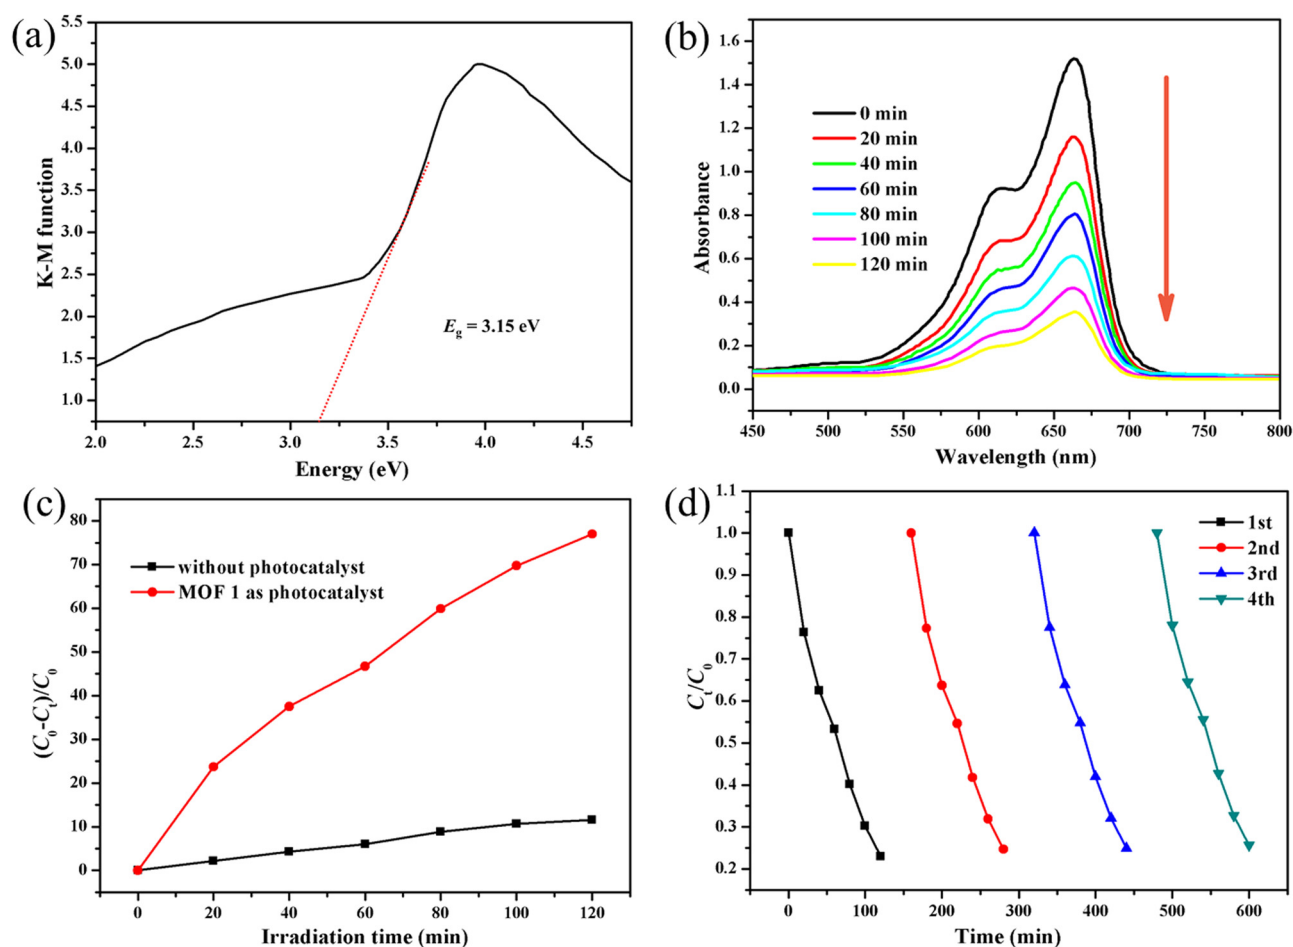 (a)
5.0
4.5
4.0
3.5
3.0
2.5
2.0
1.5
1.0
K-M function
E_g = 3.15 eV
2.0 2.5 3.0 3.5 4.0 4.5
Energy (eV)
(b)
1.6
1.4
1.2
1.0
0.8
0.6
0.4
0.2
0.0
Absorbance
0 min
20 min
40 min
60 min
80 min
100 min
120 min
450 500 550 600 650 700 750 800
Wavelength (nm)
(c)
80
70
60
50
40
30
20
10
0
(C₀-Cₜ)/C₀
without photocatalyst
MOF 1 as photocatalyst
0 20 40 60 80 100 120
Irradiation time (min)
(d)
1.1
1.0
0.9
0.8
0.7
0.6
0.5
0.4
0.3
0.2
Cₜ/C₀
1st
2nd
3rd
4th
0 100 200 300 400 500 600
Time (min)